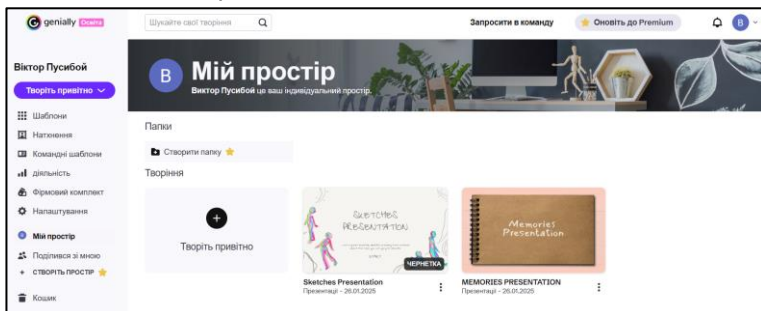 genially Освіта
Шукайте свої творіння
Запросити в команду
Оновіть до Premium
B
Віктор Пусибой
Творіть привітно
Шаблони
Натхнення
Командні шаблони
діяльність
Фірмовий комплект
Налаштування
Мій простір
Поділився зі мною
+ СТВОРІТЬ ПРОСТІР
Кошик
B
Мій простір
Виктор Пусибой це ваш індивідуальний простір.
Папки
Створити папку
Творіння
Творіть привітно
SKETCHES
PRESENTATION
ЧЕРНЕТКА
Sketches Presentation
Презентації - 26.01.2025
Memories
Presentation
MEMORIES PRESENTATION
Презентації - 26.01.2025